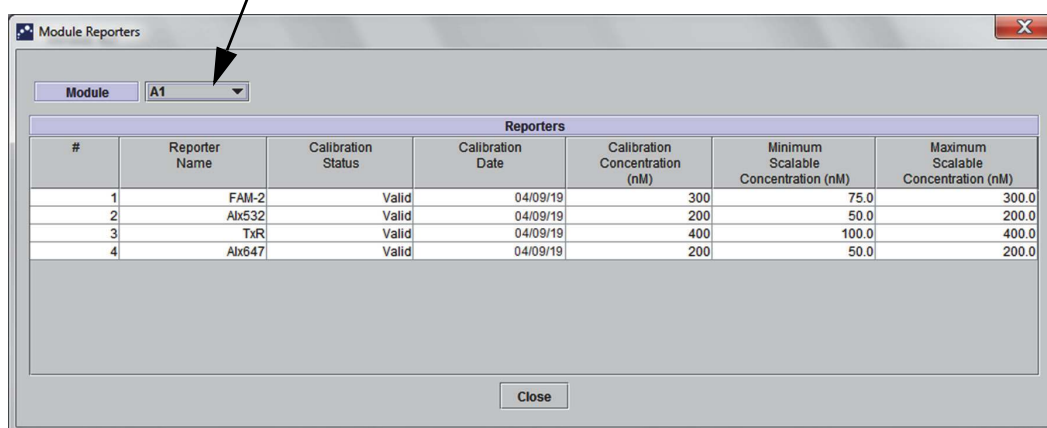 Module Reporters
Module A1
Reporters
# Reporter Name Calibration Status Calibration Date Calibration Concentration (nM) Minimum Scalable Concentration (nM) Maximum Scalable Concentration (nM)
1 FAM-2 Valid 04/09/19 300 75.0 300.0
2 Alx532 Valid 04/09/19 200 50.0 200.0
3 TxR Valid 04/09/19 400 100.0 400.0
4 Alx647 Valid 04/09/19 200 50.0 200.0
Close